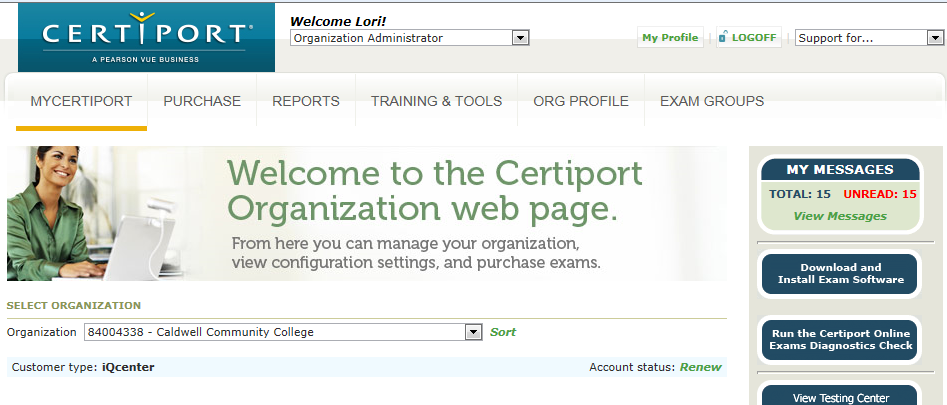 CERTIPORT®
A PEARSON VUE BUSINESS
Welcome Lori!
Organization Administrator
My Profile
LOGOFF
Support for...
MYCERTIPORT
PURCHASE
REPORTS
TRAINING & TOOLS
ORG PROFILE
EXAM GROUPS
Welcome to the Certiport
Organization web page.
From here you can manage your organization,
view configuration settings, and purchase exams.
SELECT ORGANIZATION
Organization 84004338 - Caldwell Community College Sort
Customer type: iQcenter
Account status: Renew
MY MESSAGES
TOTAL: 15 UNREAD: 15
View Messages
Download and
Install Exam Software
Run the Certiport Online
Exams Diagnostics Check
View Testing Center